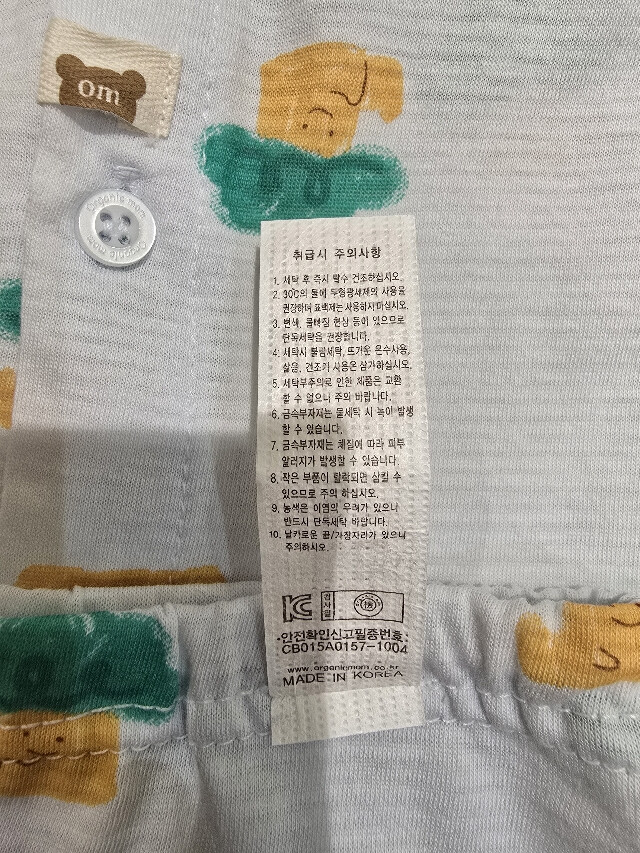 om
Organic mom
Organic mom
취급시 주의사항
1. 세탁 후 즉시 탈수 건조하십시오.
2. 30℃의 물에 무형광세제의 사용을
권장하며 표백제는 사용하지마십시오.
3. 변색, 물빠짐 현상 등이 있으므로
단독세탁을 권장합니다.
4. 세탁시 불림세탁, 뜨거운 온수사용,
삶음, 건조기 사용은 삼가하십시오.
5. 세탁부주의로 인한 제품은 교환
할 수 없으니 주의 바랍니다.
6. 금속부자재는 물세탁 시 녹이 발생
할 수 있습니다.
7. 금속부자재는 체질에 따라 피부
알러지가 발생할 수 있습니다.
8. 작은 부품이 탈락되면 삼킬 수
있으므로 주의 하십시오.
9. 농색은 이염의 우려가 있으니
반드시 단독세탁 바랍니다.
10. 날카로운 끝/가장자리가 있으니
주의하시오.
KC 검사필
·안전확인신고필증번호:
CB015A0157-1004
www.organicmom.co.kr
MADE IN KOREA